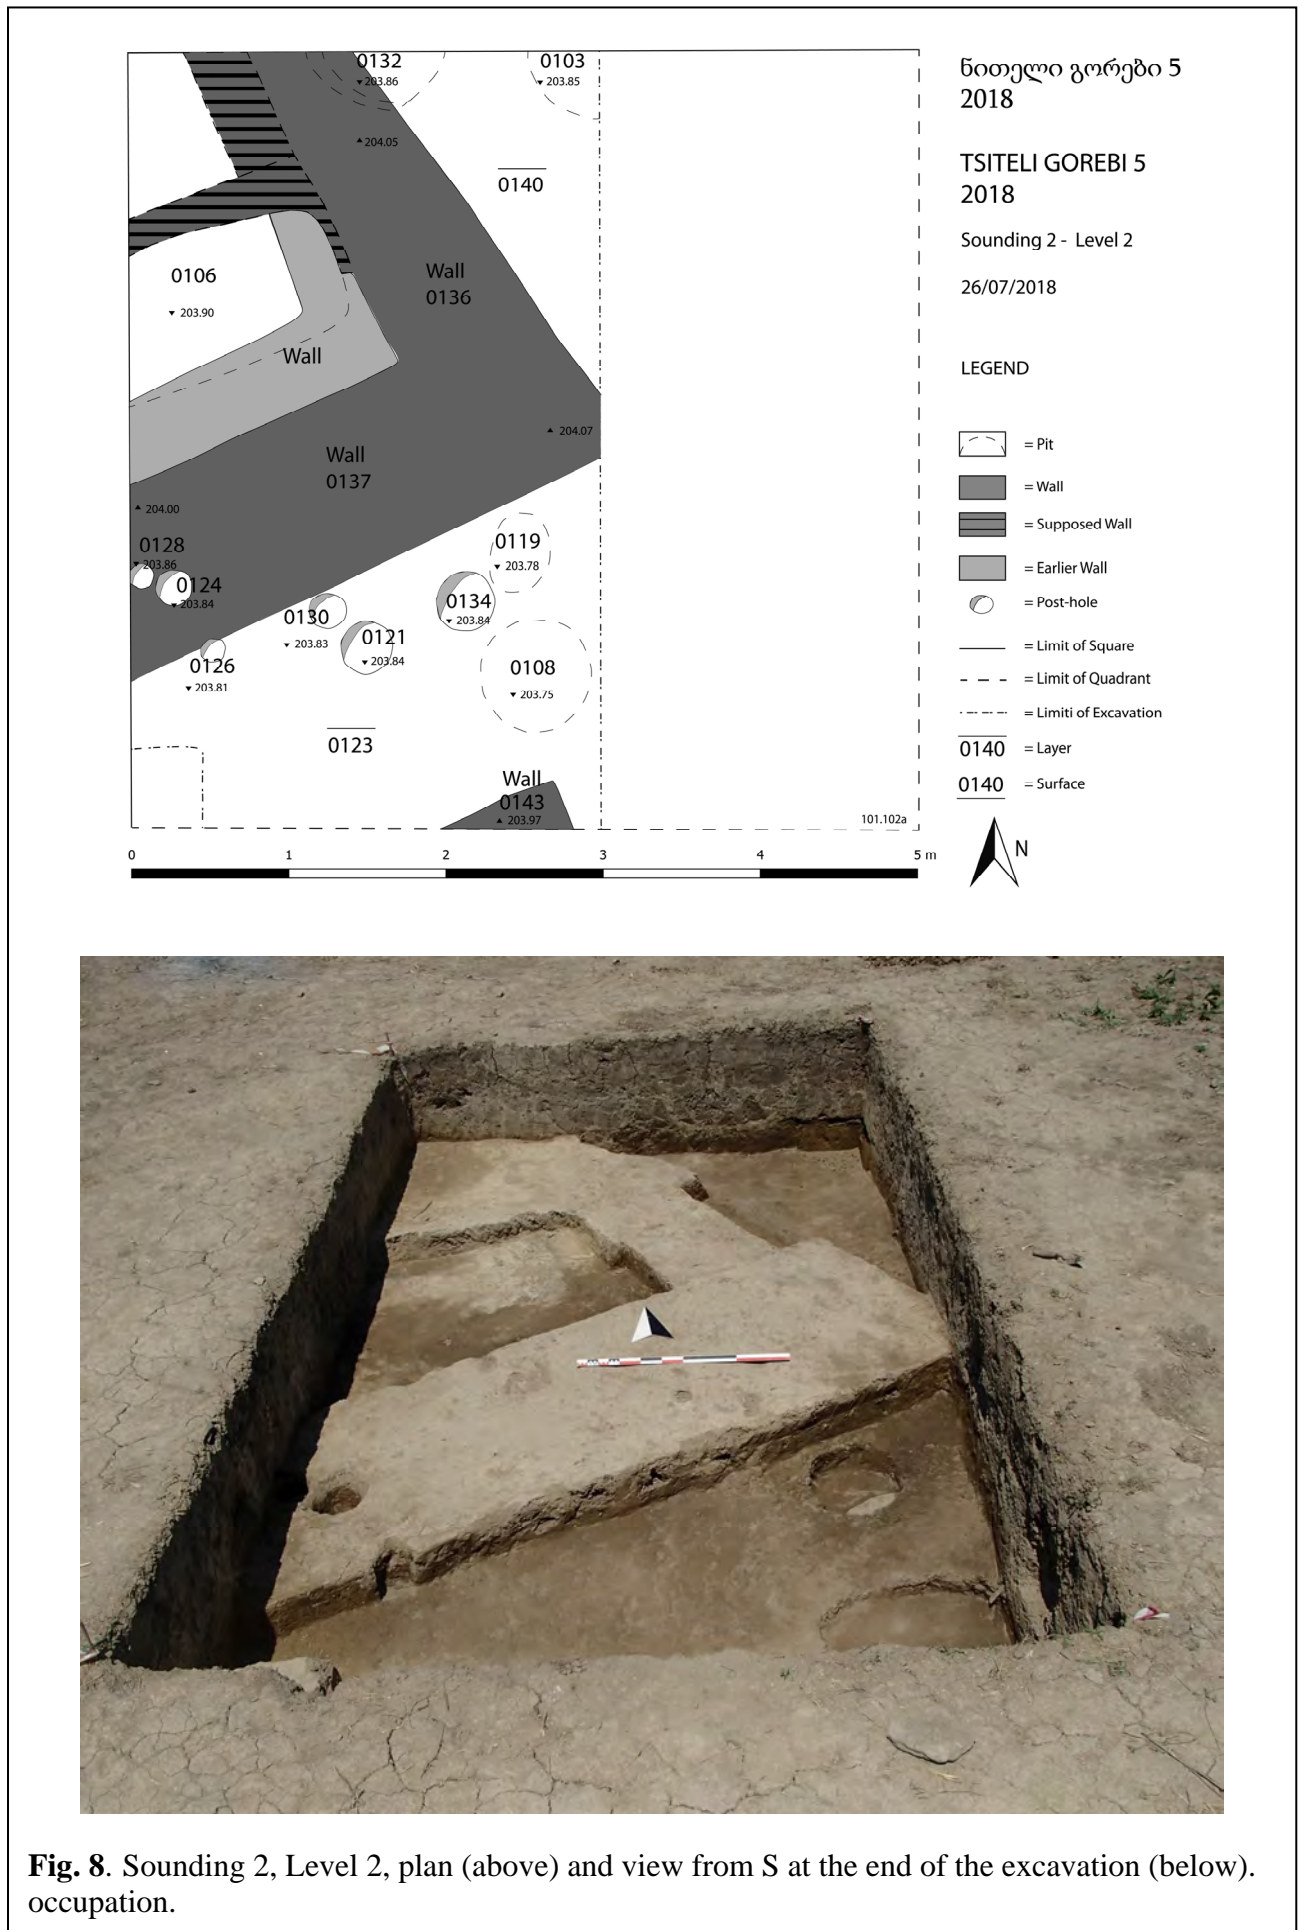 0132
203.86
0103
203.85
204.05
0140
0106
203.90
Wall
0136
Wall
Wall
0137
204.07
204.00
0128
203.86
0124
203.84
0119
203.78
0130
203.83
0134
203.84
0121
203.84
0126
203.81
0108
203.75
0123
Wall
0143
203.97
101.102a
0 1 2 3 4 5 m
ნითელი გორები 5
2018
TSITELI GOREBI 5
2018
Sounding 2 - Level 2
26/07/2018
LEGEND
= Pit
= Wall
= Supposed Wall
= Earlier Wall
= Post-hole
= Limit of Square
= Limit of Quadrant
= Limiti of Excavation
0140 = Layer
0140 = Surface
N
Fig. 8. Sounding 2, Level 2, plan (above) and view from S at the end of the excavation (below).
occupation.